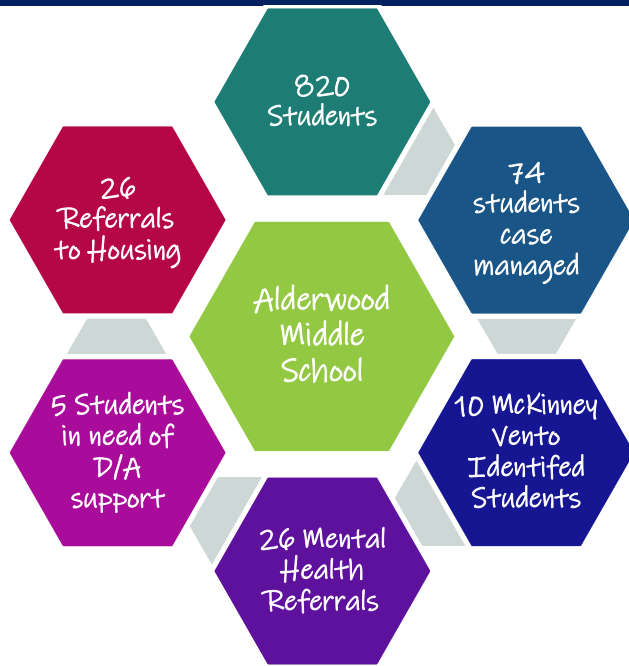 820
Students
74
students
case
managed
10 McKinney
Vento
Identifed
Students
26 Mental
Health
Referrals
5 Students
in need of
D/A
support
26
Referrals
to Housing
Alderwood
Middle
School